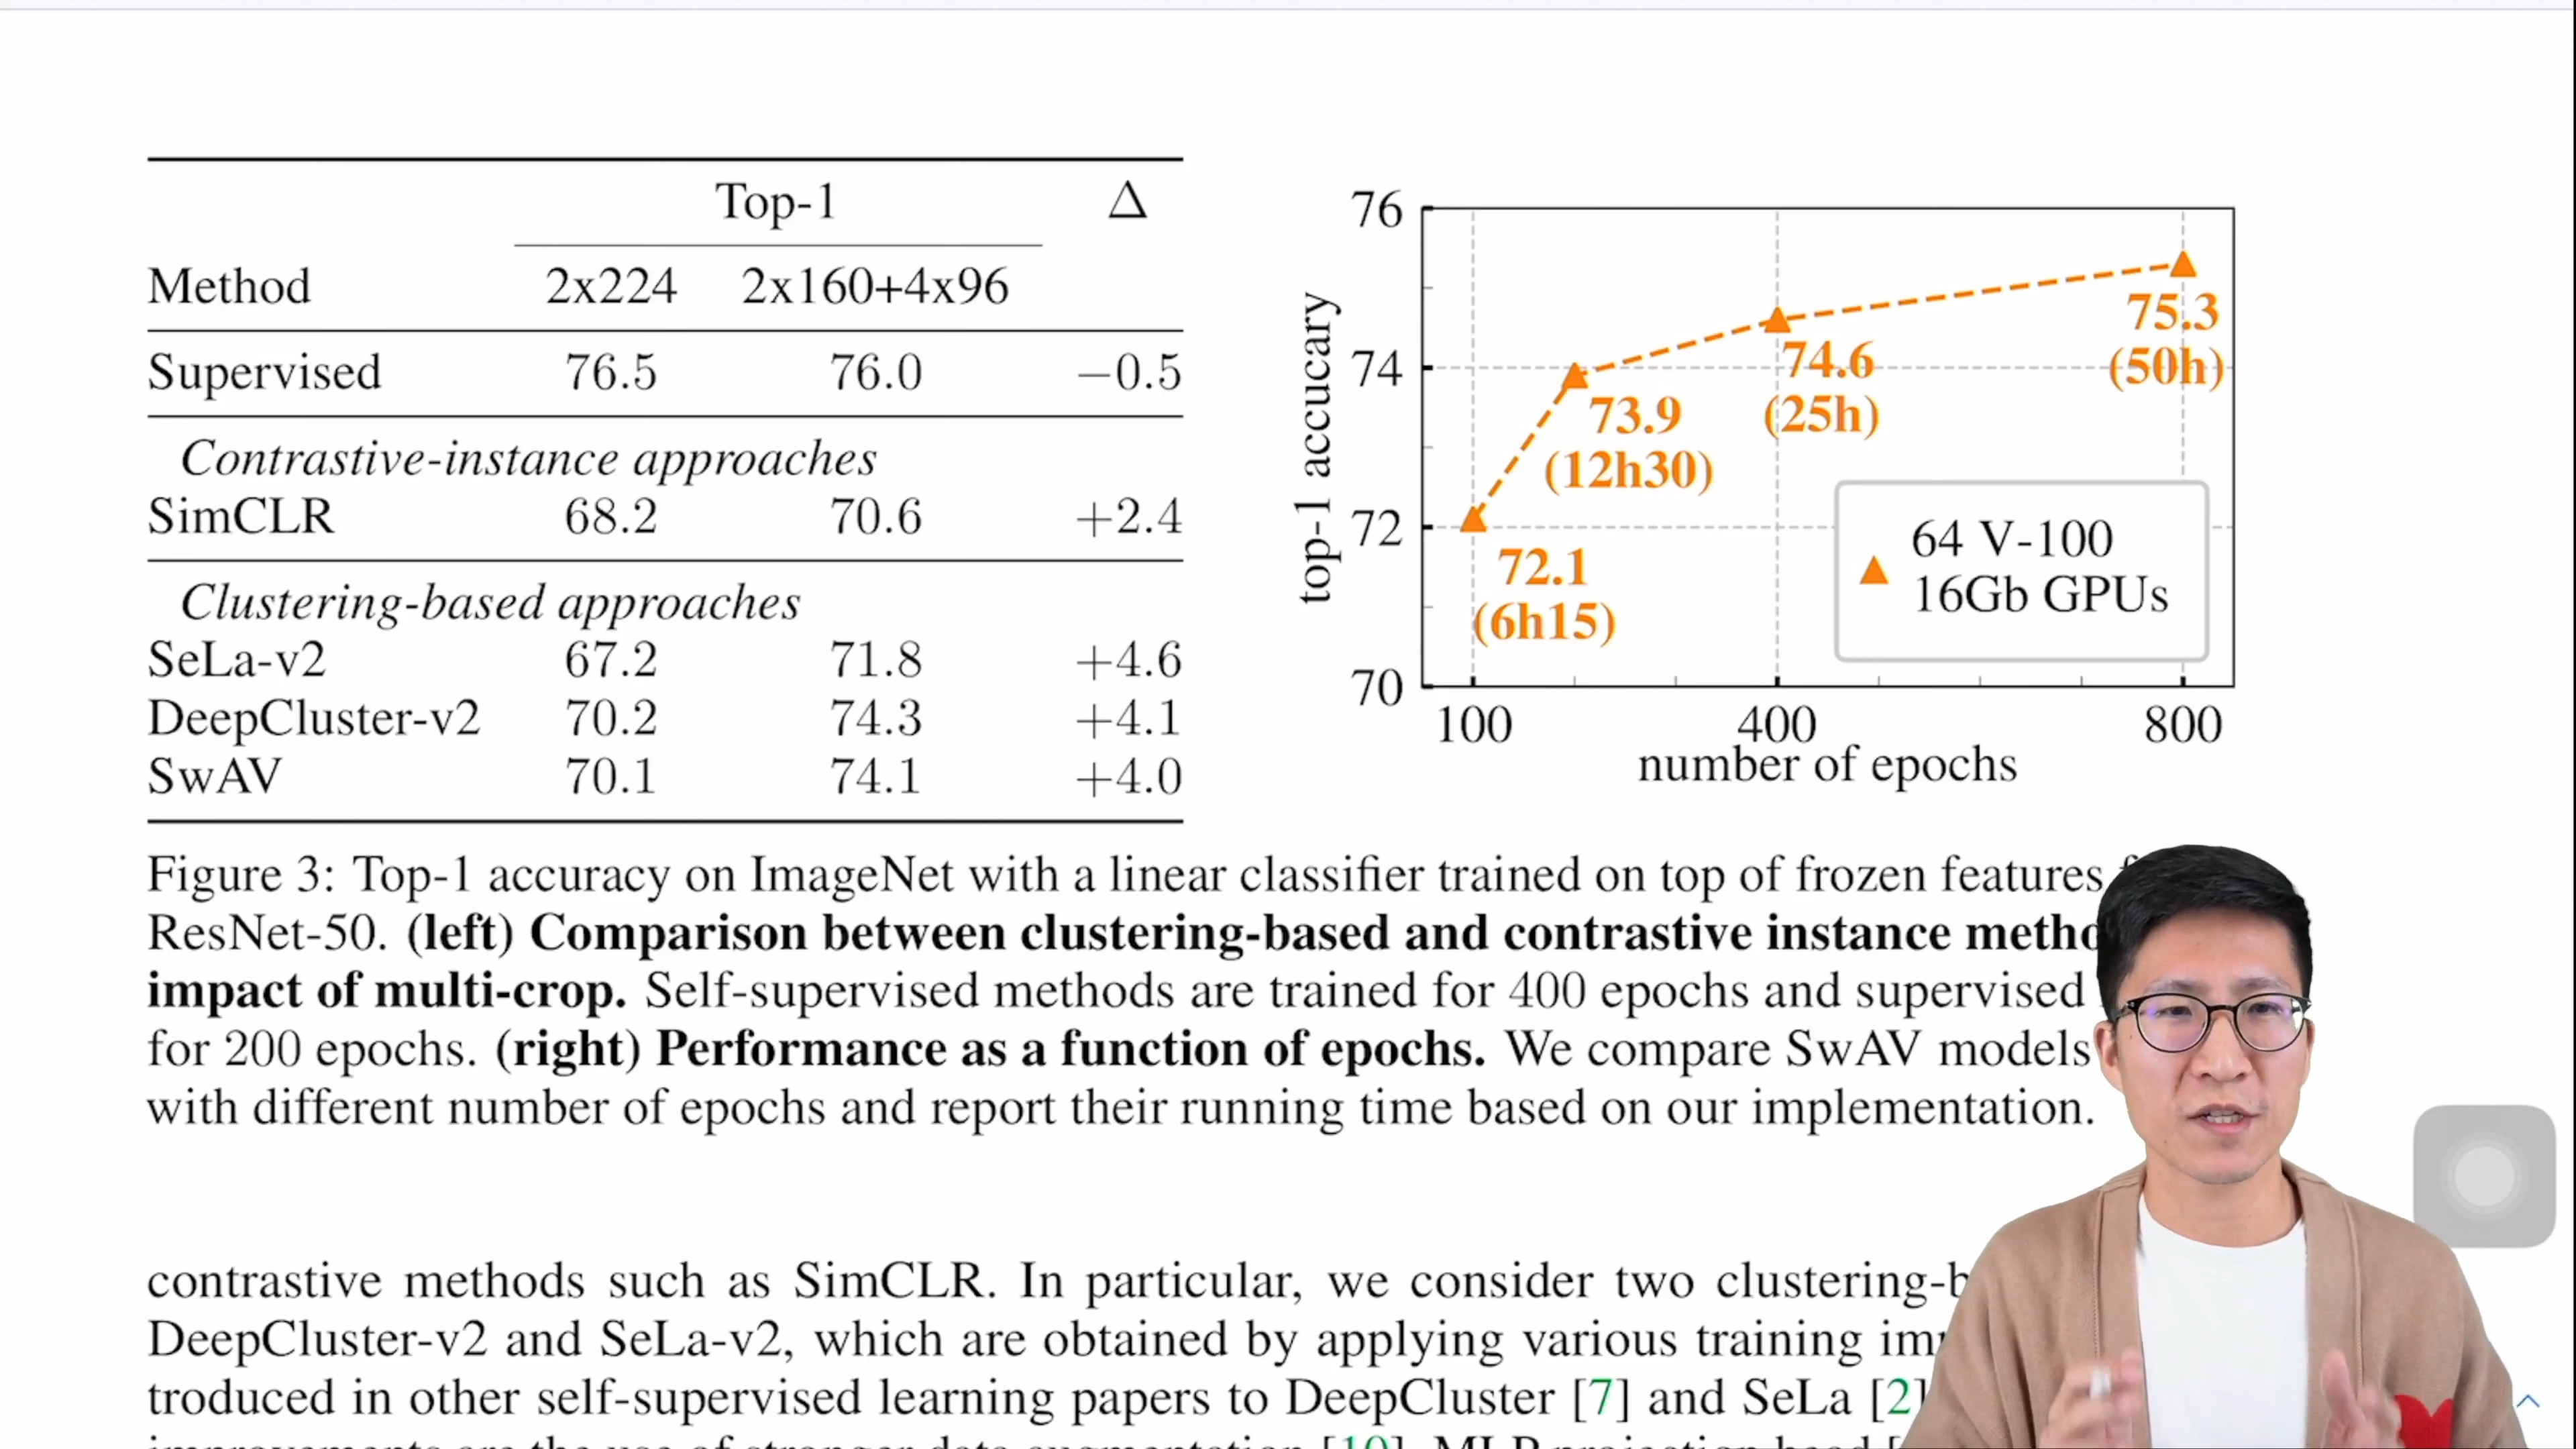 Top-1 Δ
Method 2x224 2x160+4x96
Supervised 76.5 76.0 −0.5
Contrastive-instance approaches
SimCLR 68.2 70.6 +2.4
Clustering-based approaches
SeLa-v2 67.2 71.8 +4.6
DeepCluster-v2 70.2 74.3 +4.1
SwAV 70.1 74.1 +4.0
top-1 accucary
76
74
72
70
72.1
(6h15)
73.9
(12h30)
74.6
(25h)
75.3
(50h)
64 V-100
16Gb GPUs
100 400 800
number of epochs
Figure 3: Top-1 accuracy on ImageNet with a linear classifier trained on top of frozen features
ResNet-50. (left) Comparison between clustering-based and contrastive instance
impact of multi-crop. Self-supervised methods are trained for 400 epochs and supervised
for 200 epochs. (right) Performance as a function of epochs. We compare SwAV models
with different number of epochs and report their running time based on our implementation.
contrastive methods such as SimCLR. In particular, we consider two
DeepCluster-v2 and SeLa-v2, which are obtained by applying various training
troduced in other self-supervised learning papers to DeepCluster [7] and SeLa [2]